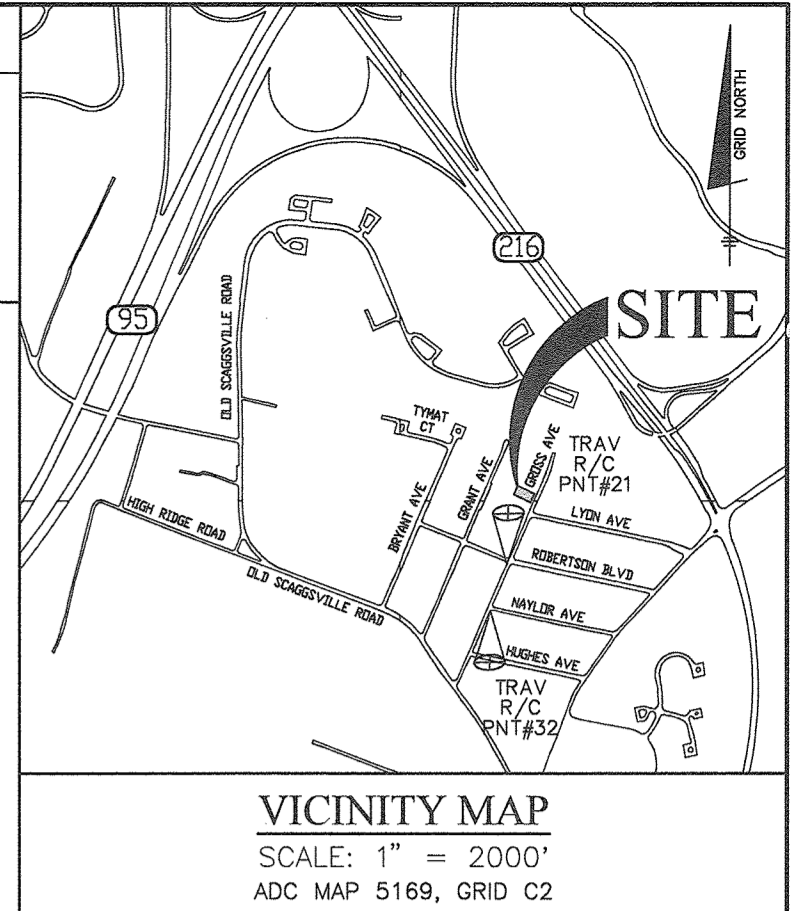 GRID NORTH
216
SITE
95
OLD SCAGGSVILLE ROAD
TYMAT
CT
GROSS AVE
TRAV
R/C
PNT#21
GRANT AVE
BRYANT AVE
LYON AVE
HIGH RIDGE ROAD
ROBERTSON BLVD
OLD SCAGGSVILLE ROAD
NAYLOR AVE
HUGHES AVE
TRAV
R/C
PNT#32
VICINITY MAP
SCALE: 1" = 2000'
ADC MAP 5169, GRID C2